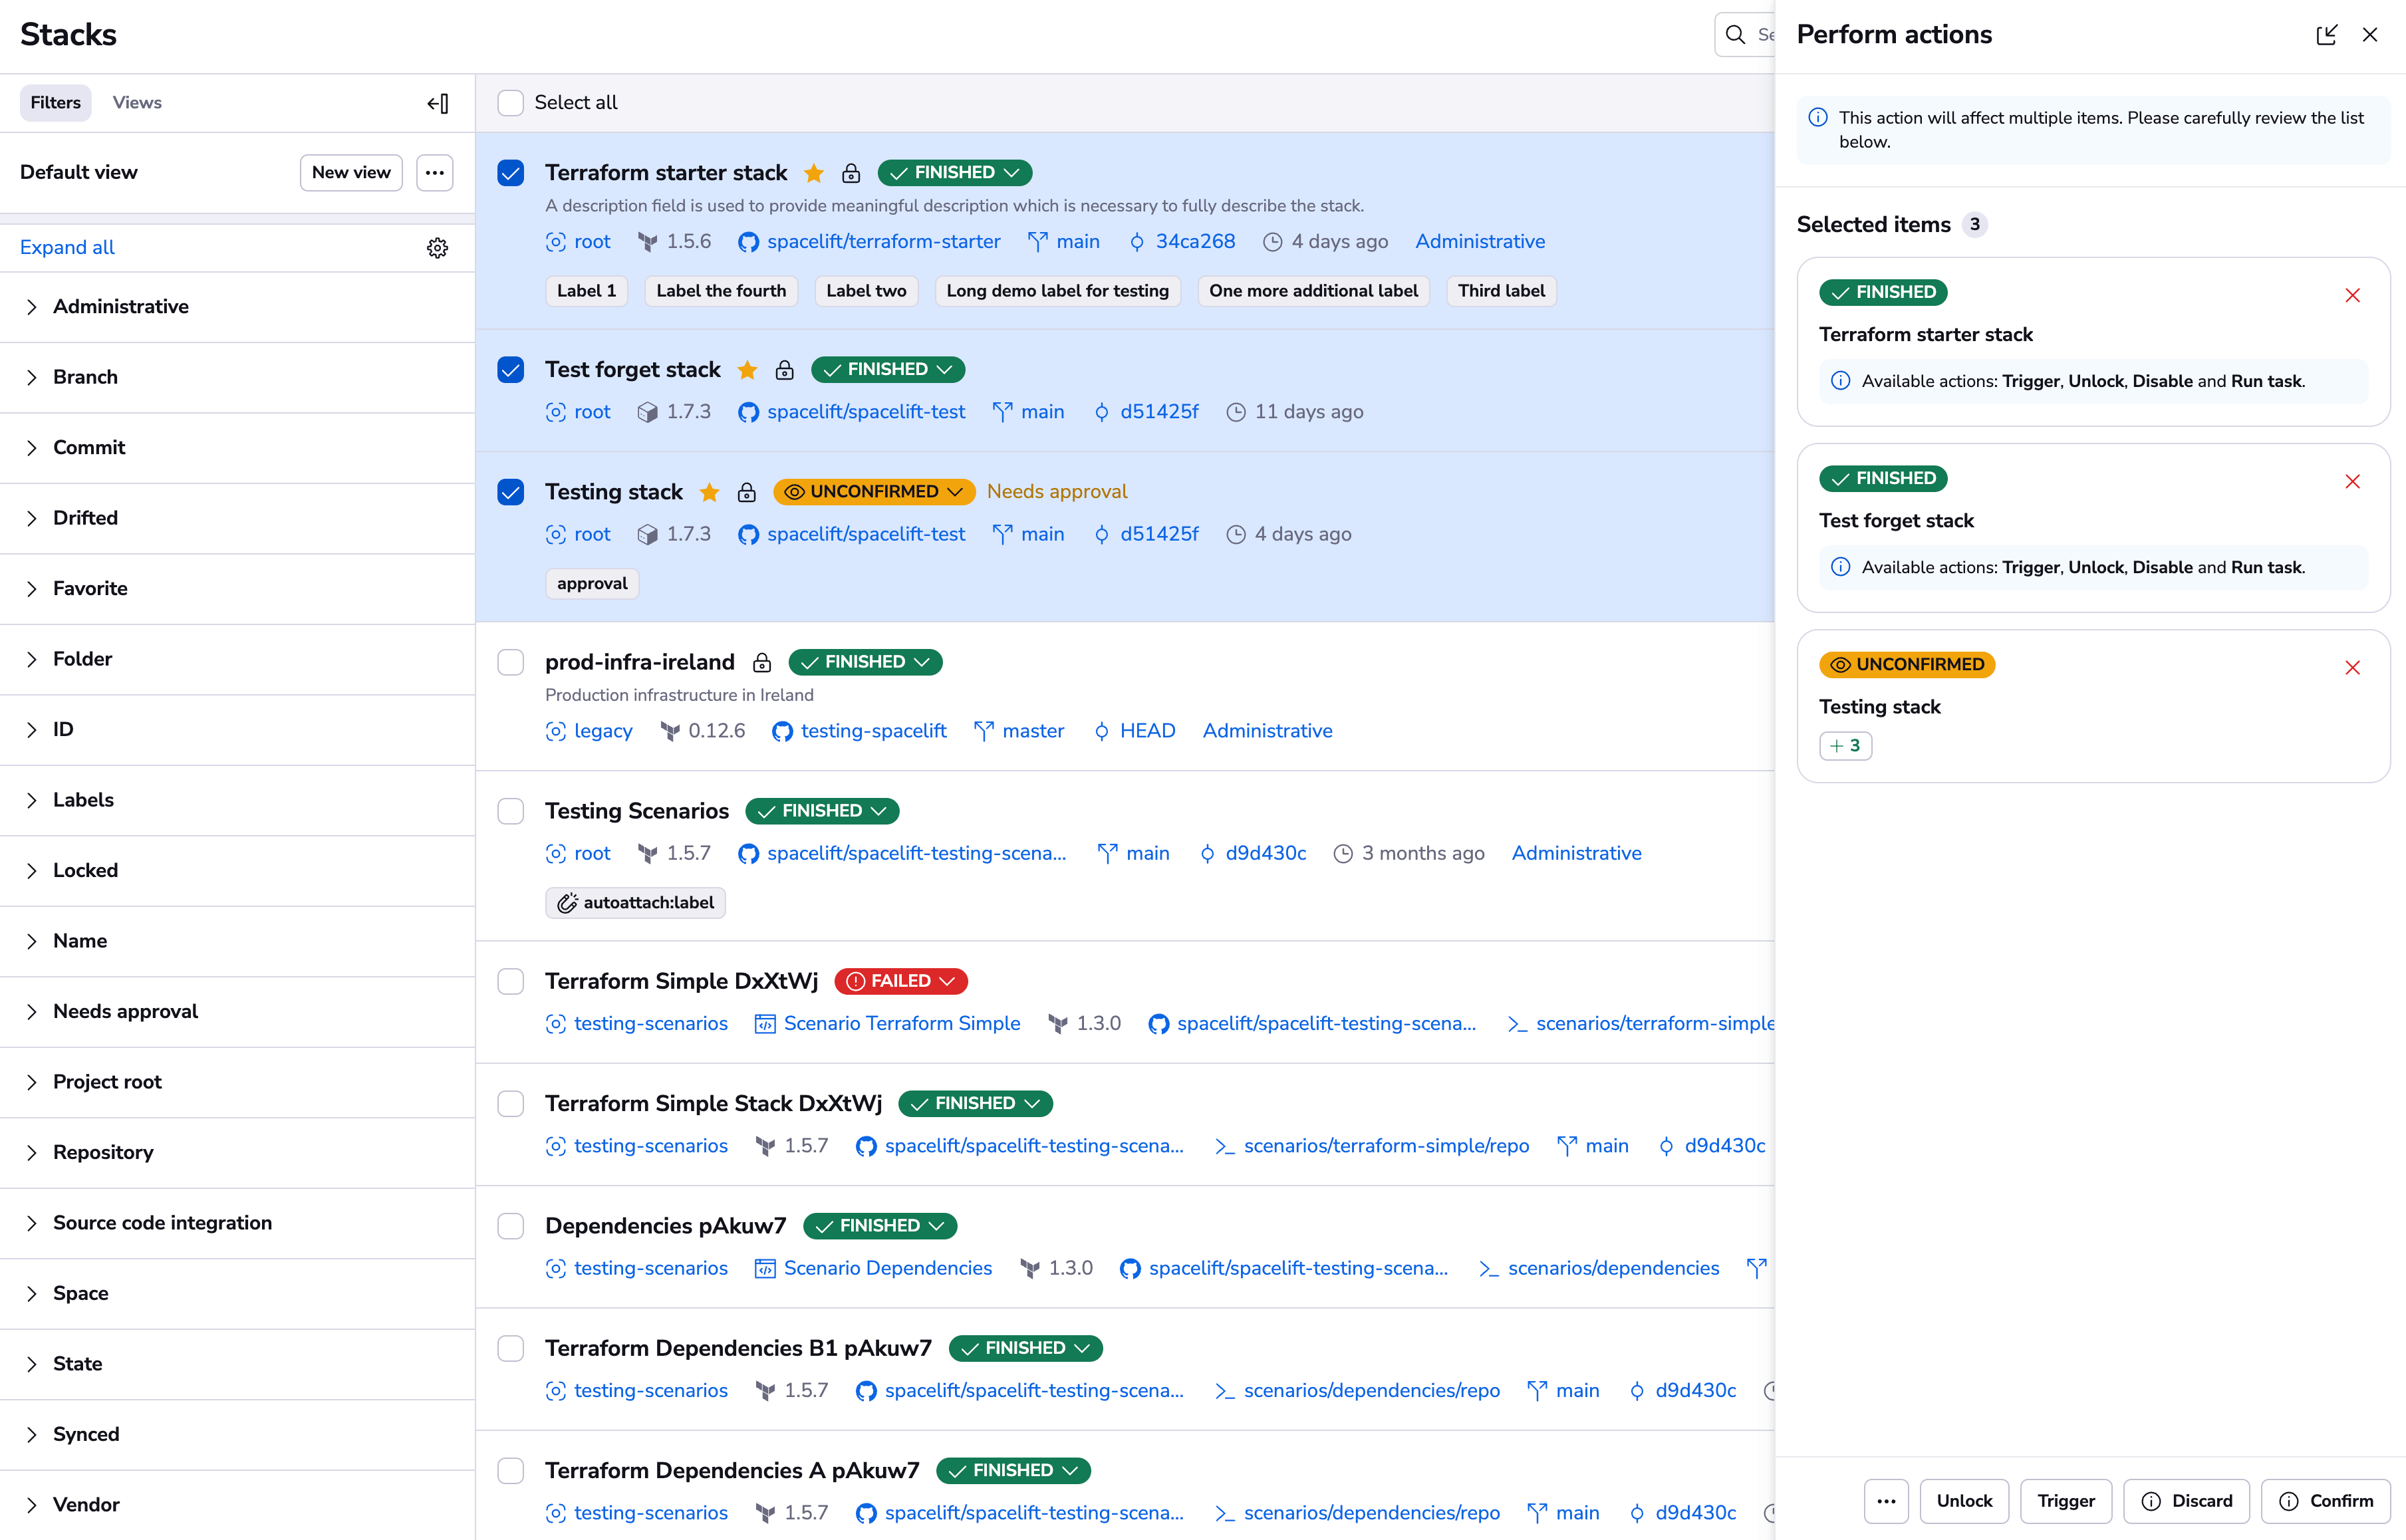 Stacks
Se
Filters Views
Select all
Default view New view
Expand all
Administrative
Branch
Commit
Drifted
Favorite
Folder
ID
Labels
Locked
Name
Needs approval
Project root
Repository
Source code integration
Space
State
Synced
Vendor
Terraform starter stack FINISHED
A description field is used to provide meaningful description which is necessary to fully describe the stack.
root 1.5.6 spacelift/terraform-starter main 34ca268 4 days ago Administrative
Label 1 Label the fourth Label two Long demo label for testing One more additional label Third label
Test forget stack FINISHED
root 1.7.3 spacelift/spacelift-test main d51425f 11 days ago
Testing stack UNCONFIRMED Needs approval
root 1.7.3 spacelift/spacelift-test main d51425f 4 days ago
approval
prod-infra-ireland FINISHED
Production infrastructure in Ireland
legacy 0.12.6 testing-spacelift master HEAD Administrative
Testing Scenarios FINISHED
root 1.5.7 spacelift/spacelift-testing-scena... main d9d430c 3 months ago Administrative
autoattach:label
Terraform Simple DxXtWj FAILED
testing-scenarios Scenario Terraform Simple 1.3.0 spacelift/spacelift-testing-scena... scenarios/terraform-simple
Terraform Simple Stack DxXtWj FINISHED
testing-scenarios 1.5.7 spacelift/spacelift-testing-scena... scenarios/terraform-simple/repo main d9d430c
Dependencies pAkuw7 FINISHED
testing-scenarios Scenario Dependencies 1.3.0 spacelift/spacelift-testing-scena... scenarios/dependencies
Terraform Dependencies B1 pAkuw7 FINISHED
testing-scenarios 1.5.7 spacelift/spacelift-testing-scena... scenarios/dependencies/repo main d9d430c
Terraform Dependencies A pAkuw7 FINISHED
testing-scenarios 1.5.7 spacelift/spacelift-testing-scena... scenarios/dependencies/repo main d9d430c
Perform actions
This action will affect multiple items. Please carefully review the list
below.
Selected items 3
FINISHED
Terraform starter stack
Available actions: Trigger, Unlock, Disable and Run task.
FINISHED
Test forget stack
Available actions: Trigger, Unlock, Disable and Run task.
UNCONFIRMED
Testing stack
+ 3
Unlock Trigger Discard Confirm